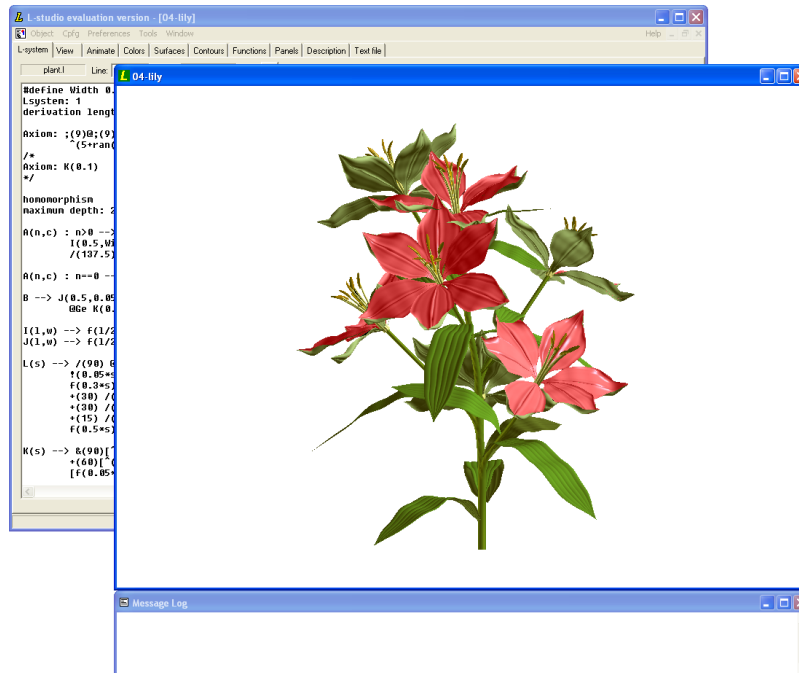 L-studio evaluation version - [04-lily]
Object Cpfg Preferences Tools Window Help
L-system View Animate Colors Surfaces Contours Functions Panels Description Text file
plant.l Line:
04-lily
#define Width 0.
Lsystem: 1
derivation lengt
Axiom: ;(9)@;(9)
^(5+ran(
/*
Axiom: K(0.1)
*/
homomorphism
maximum depth: 2
A(n,c) : n>0 -->
I(0.5,Wi
/(137.5)
A(n,c) : n==0 --
B --> J(0.5,0.05
@Ge K(0.
I(l,w) --> f(l/2
J(l,w) --> f(l/2
L(s) --> /(90) @
!(0.05*s
f(0.3*s)
+(30) /(
+(30) /(
+(15) /(
f(0.5*s)
K(s) --> &(90)[^
+(60)[^(
[f(0.05*
Message Log